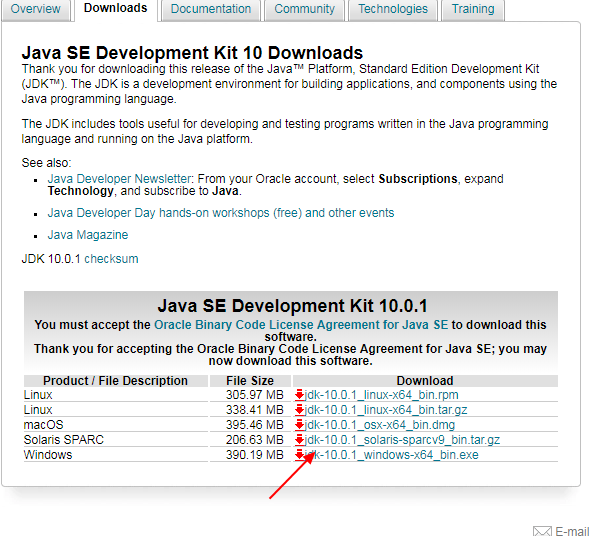 Overview Downloads Documentation Community Technologies Training
Java SE Development Kit 10 Downloads
Thank you for downloading this release of the Java™ Platform, Standard Edition Development Kit
(JDK™). The JDK is a development environment for building applications, and components using the
Java programming language.
The JDK includes tools useful for developing and testing programs written in the Java programming
language and running on the Java platform.
See also:
Java Developer Newsletter: From your Oracle account, select Subscriptions, expand
Technology, and subscribe to Java.
Java Developer Day hands-on workshops (free) and other events
Java Magazine
JDK 10.0.1 checksum
Java SE Development Kit 10.0.1
You must accept the Oracle Binary Code License Agreement for Java SE to download this
software.
Thank you for accepting the Oracle Binary Code License Agreement for Java SE; you may
now download this software.
Product / File Description File Size Download
Linux 305.97 MB jdk-10.0.1_linux-x64_bin.rpm
Linux 338.41 MB jdk-10.0.1_linux-x64_bin.tar.gz
macOS 395.46 MB jdk-10.0.1_osx-x64_bin.dmg
Solaris SPARC 206.63 MB jdk-10.0.1_solaris-sparcv9_bin.tar.gz
Windows 390.19 MB jdk-10.0.1_windows-x64_bin.exe
E-mail